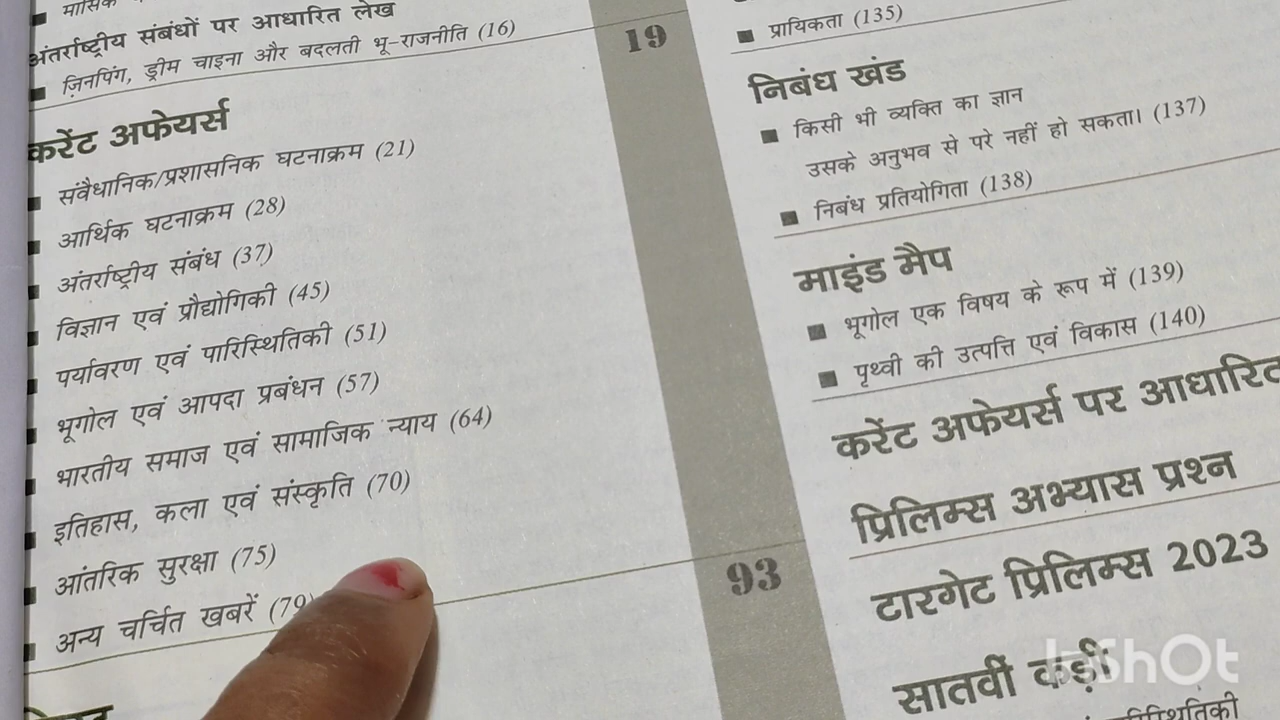 ■ मासिक
अंतर्राष्ट्रीय संबंधों पर आधारित लेख
■ ज़िनपिंग, ड्रीम चाइना और बदलती भू-राजनीति (16)
करेंट अफेयर्स
■ संवैधानिक/प्रशासनिक घटनाक्रम (21)
■ आर्थिक घटनाक्रम (28)
■ अंतर्राष्ट्रीय संबंध (37)
■ विज्ञान एवं प्रौद्योगिकी (45)
■ पर्यावरण एवं पारिस्थितिकी (51)
■ भूगोल एवं आपदा प्रबंधन (57)
■ भारतीय समाज एवं सामाजिक न्याय (64)
■ इतिहास, कला एवं संस्कृति (70)
■ आंतरिक सुरक्षा (75)
■ अन्य चर्चित खबरें (79)
19
93
■ प्रायिकता (135)
निबंध खंड
■ किसी भी व्यक्ति का ज्ञान
उसके अनुभव से परे नहीं हो सकता। (137)
■ निबंध प्रतियोगिता (138)
माइंड मैप
■ भूगोल एक विषय के रूप में (139)
■ पृथ्वी की उत्पत्ति एवं विकास (140)
करेंट अफेयर्स पर आधारित
प्रिलिम्स अभ्यास प्रश्न
टारगेट प्रिलिम्स 2023
सातवीं कड़ी
InShOt